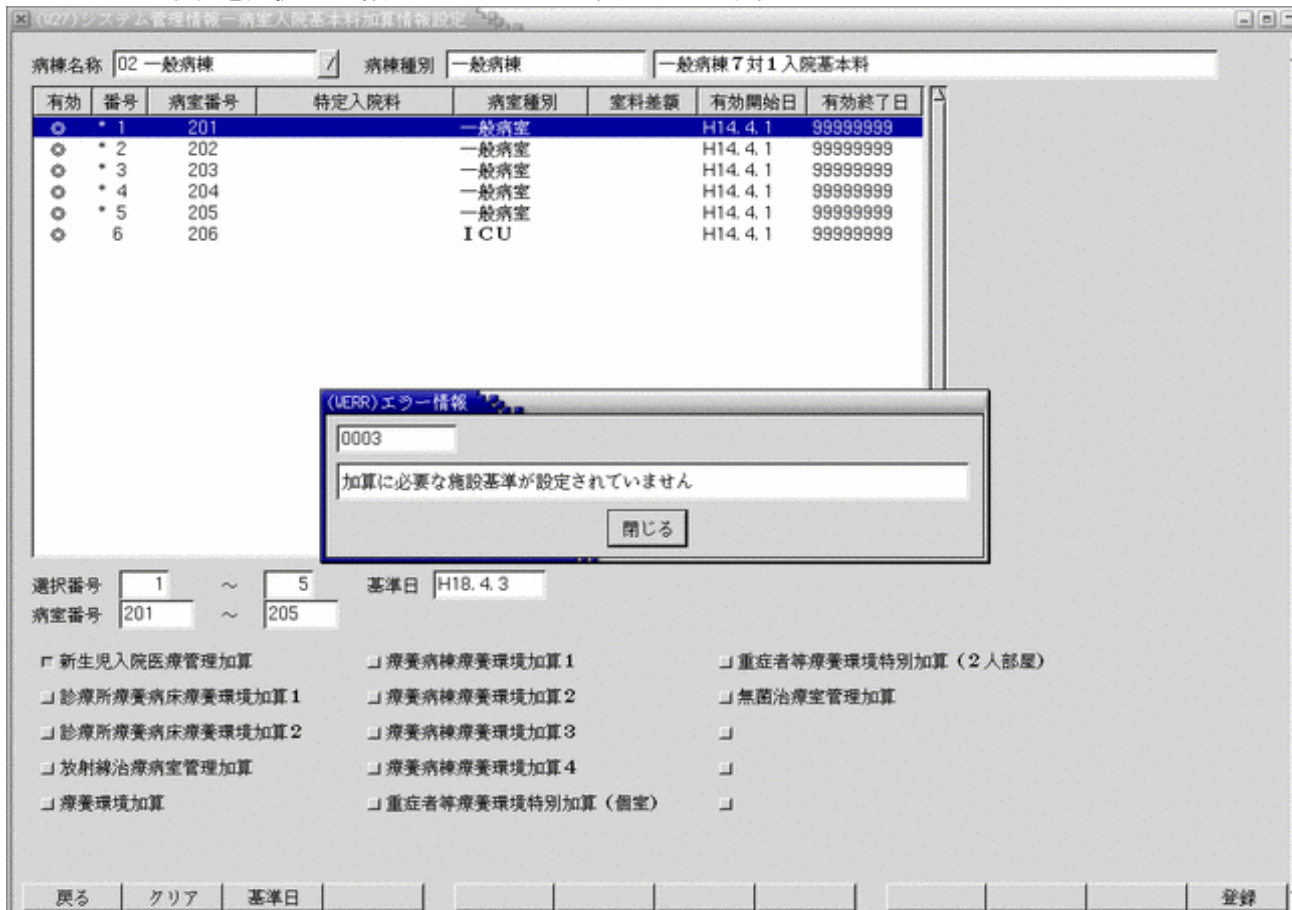 (U27)システム管理情報－病室入院基本料加算情報設定
病棟名称 02 一般病棟 病棟種別 一般病棟 一般病棟７対１入院基本料
有効 番号 病室番号 特定入院料 病室種別 室料差額 有効開始日 有効終了日
◎ * 1 201 一般病室 H14. 4. 1 99999999
◎ * 2 202 一般病室 H14. 4. 1 99999999
◎ * 3 203 一般病室 H14. 4. 1 99999999
◎ * 4 204 一般病室 H14. 4. 1 99999999
◎ * 5 205 一般病室 H14. 4. 1 99999999
◎ 6 206 ＩＣＵ H14. 4. 1 99999999
(UERR)エラー情報
0003
加算に必要な施設基準が設定されていません
閉じる
選択番号 1 ～ 5 基準日 H18. 4. 3
病室番号 201 ～ 205
新生児入院医療管理加算 療養病棟療養環境加算１ 重症者等療養環境特別加算（２人部屋）
診療所療養病床療養環境加算１ 療養病棟療養環境加算２ 無菌治療室管理加算
診療所療養病床療養環境加算２ 療養病棟療養環境加算３
放射線治療病室管理加算 療養病棟療養環境加算４
療養環境加算 重症者等療養環境特別加算（個室）
戻る クリア 基準日 登録